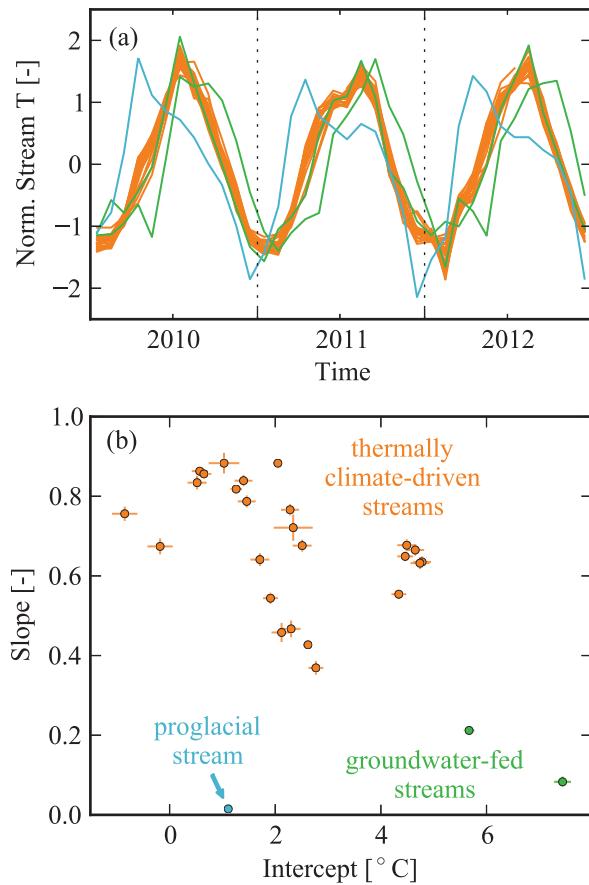 (a)
Norm. Stream T [-]
2
1
0
−1
−2
2010
2011
2012
Time
(b)
Slope [-]
1.0
0.8
0.6
0.4
0.2
0.0
thermally
climate-driven
streams
proglacial
stream
groundwater-fed
streams
0
2
4
6
Intercept [° C]